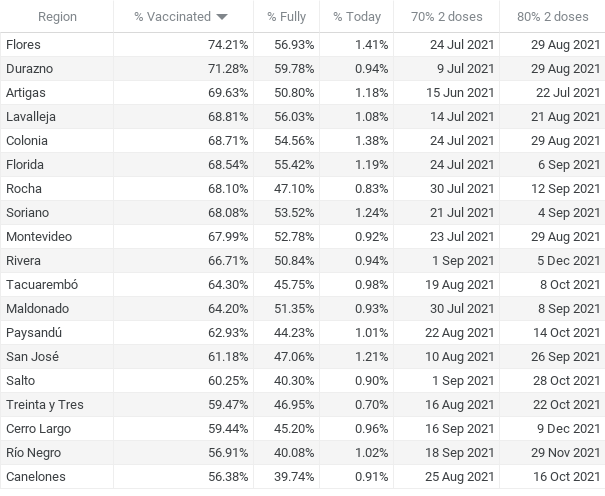 Region % Vaccinated % Fully % Today 70% 2 doses 80% 2 doses
Flores 74.21% 56.93% 1.41% 24 Jul 2021 29 Aug 2021
Durazno 71.28% 59.78% 0.94% 9 Jul 2021 29 Aug 2021
Artigas 69.63% 50.80% 1.18% 15 Jun 2021 22 Jul 2021
Lavalleja 68.81% 56.03% 1.08% 14 Jul 2021 21 Aug 2021
Colonia 68.71% 54.56% 1.38% 24 Jul 2021 29 Aug 2021
Florida 68.54% 55.42% 1.19% 24 Jul 2021 6 Sep 2021
Rocha 68.10% 47.10% 0.83% 30 Jul 2021 12 Sep 2021
Soriano 68.08% 53.52% 1.24% 21 Jul 2021 4 Sep 2021
Montevideo 67.99% 52.78% 0.92% 23 Jul 2021 29 Aug 2021
Rivera 66.71% 50.84% 0.94% 1 Sep 2021 5 Dec 2021
Tacuarembó 64.30% 45.75% 0.98% 19 Aug 2021 8 Oct 2021
Maldonado 64.20% 51.35% 0.93% 30 Jul 2021 8 Sep 2021
Paysandú 62.93% 44.23% 1.01% 22 Aug 2021 14 Oct 2021
San José 61.18% 47.06% 1.21% 10 Aug 2021 26 Sep 2021
Salto 60.25% 40.30% 0.90% 1 Sep 2021 28 Oct 2021
Treinta y Tres 59.47% 46.95% 0.70% 16 Aug 2021 22 Oct 2021
Cerro Largo 59.44% 45.20% 0.96% 16 Sep 2021 9 Dec 2021
Río Negro 56.91% 40.08% 1.02% 18 Sep 2021 29 Nov 2021
Canelones 56.38% 39.74% 0.91% 25 Aug 2021 16 Oct 2021